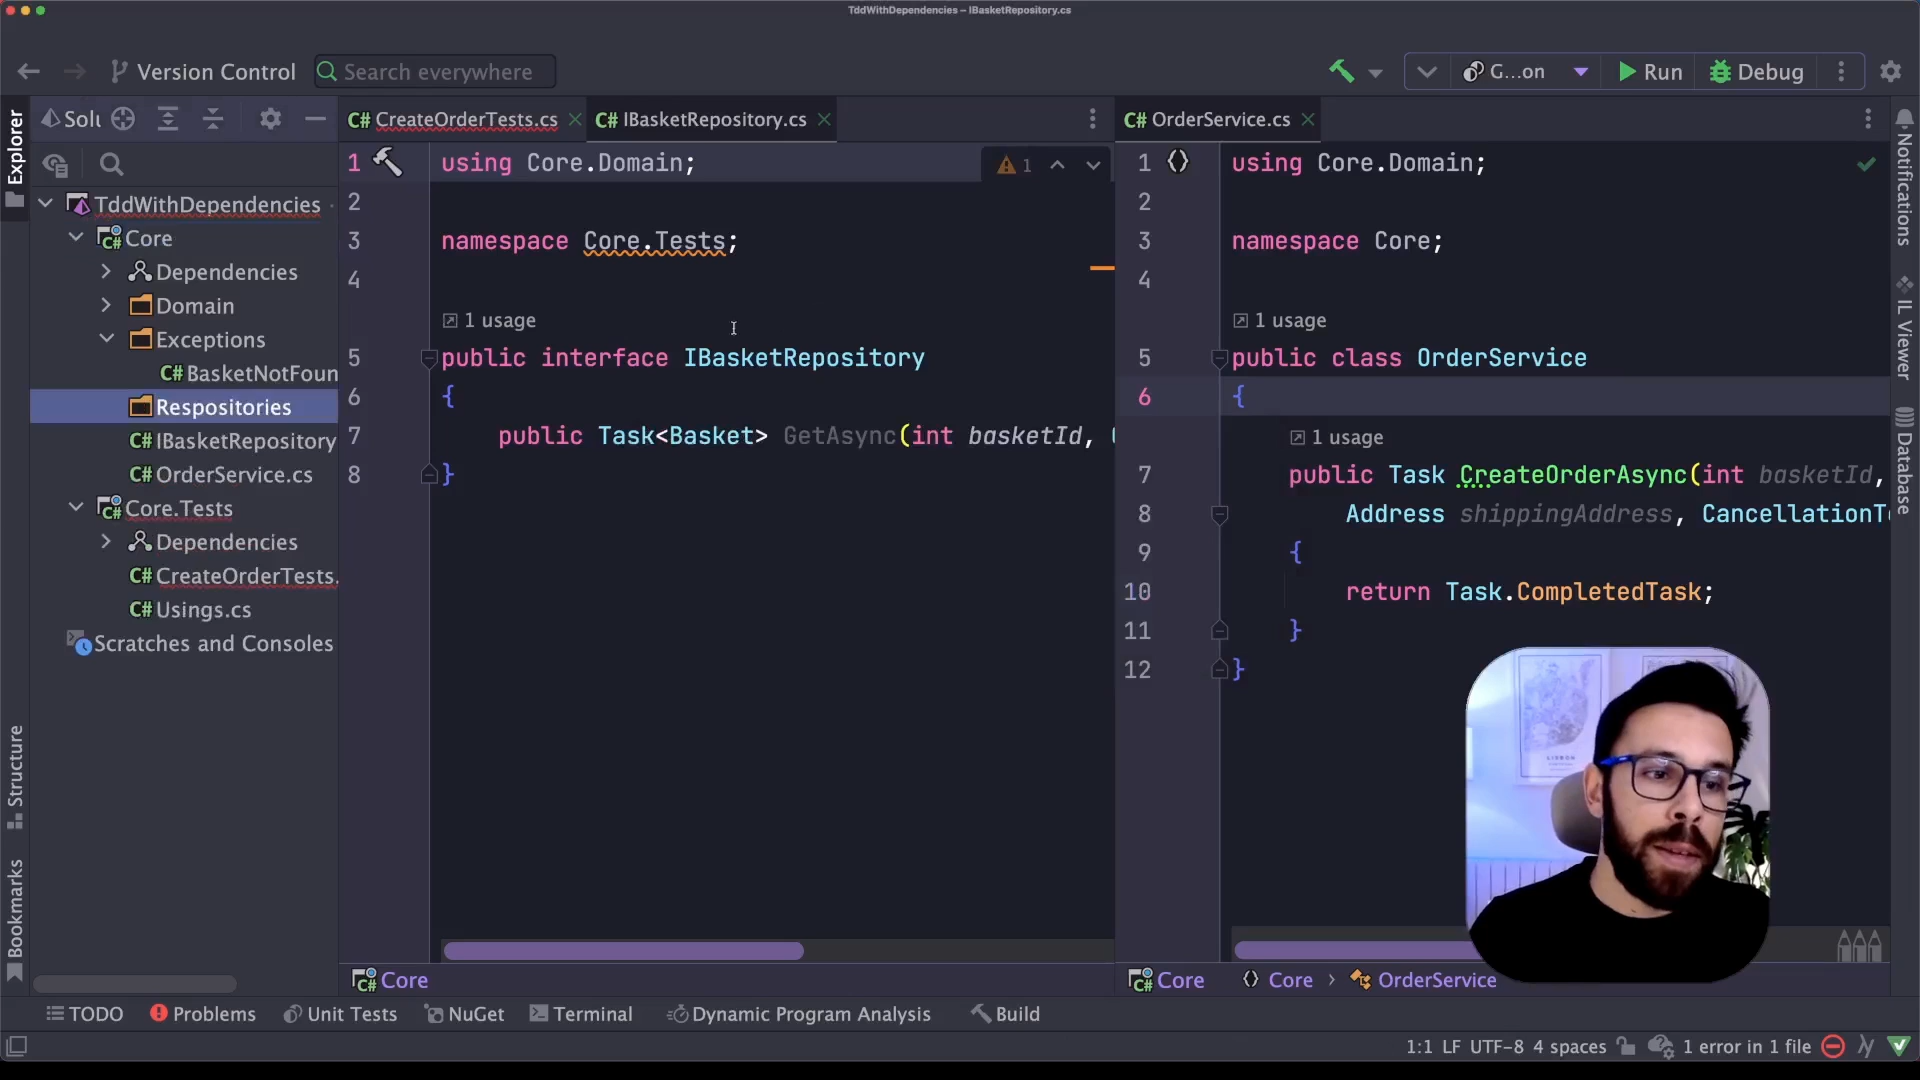 TddWithDependencies – IBasketRepository.cs
Version Control
Search everywhere
G...on
Run
Debug
Explorer
Structure
Bookmarks
Solu
TddWithDependencies
Core
Dependencies
Domain
Exceptions
C# BasketNotFoun
Respositories
C# IBasketRepository
C# OrderService.cs
Core.Tests
Dependencies
C# CreateOrderTests.
C# Usings.cs
Scratches and Consoles
C# CreateOrderTests.cs
C# IBasketRepository.cs
1 using Core.Domain;
1
2
3 namespace Core.Tests;
4
1 usage
5 public interface IBasketRepository
6 {
7 public Task<Basket> GetAsync(int basketId,
8 }
C# Core
C# OrderService.cs
1 using Core.Domain;
2
3 namespace Core;
4
1 usage
5 public class OrderService
6 {
1 usage
7 public Task CreateOrderAsync(int basketId,
8 Address shippingAddress, CancellationT
9 {
10 return Task.CompletedTask;
11 }
12 }
LISBON
C# Core
Core
OrderService
Notifications
IL Viewer
Database
TODO
Problems
Unit Tests
NuGet
Terminal
Dynamic Program Analysis
Build
1:1 LF UTF-8 4 spaces
1 error in 1 file